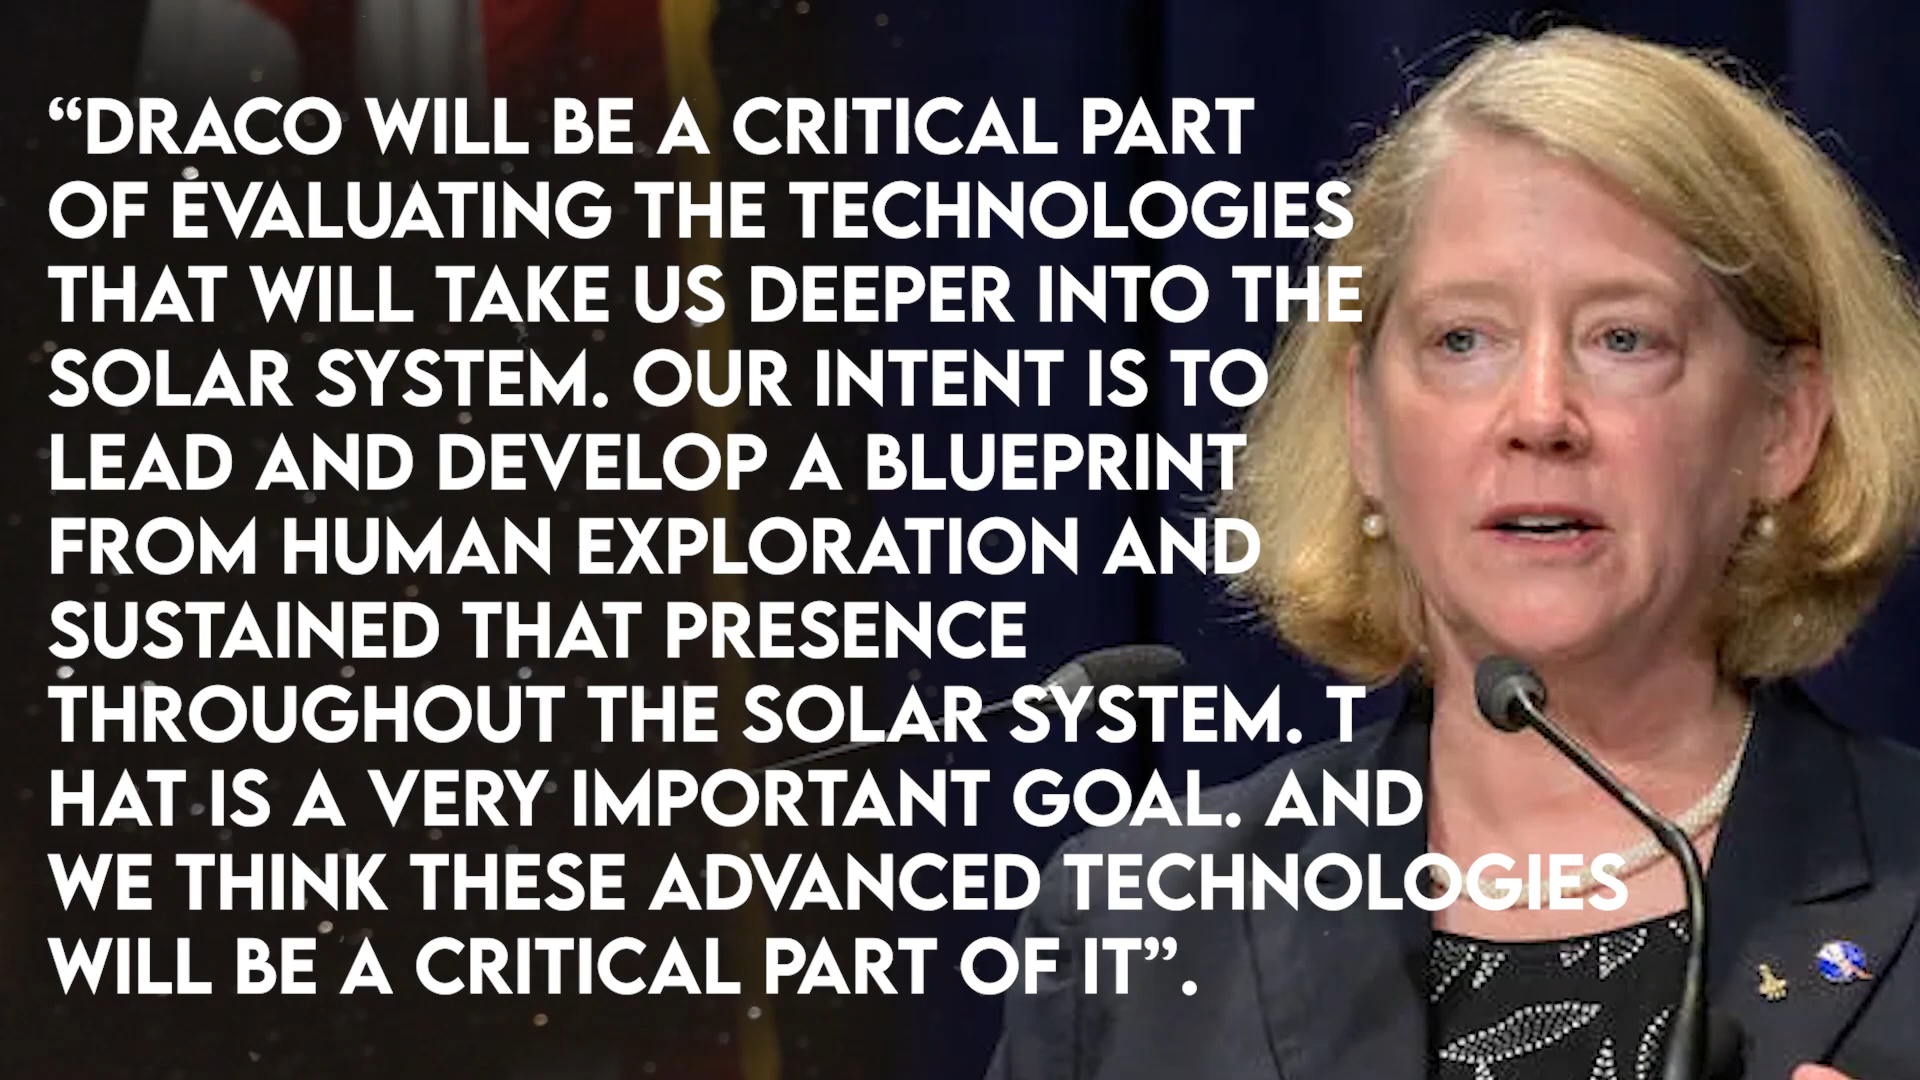 “DRACO WILL BE A CRITICAL PART
OF EVALUATING THE TECHNOLOGIES
THAT WILL TAKE US DEEPER INTO THE
SOLAR SYSTEM. OUR INTENT IS TO
LEAD AND DEVELOP A BLUEPRINT
FROM HUMAN EXPLORATION AND
SUSTAINED THAT PRESENCE
THROUGHOUT THE SOLAR SYSTEM. T
HAT IS A VERY IMPORTANT GOAL. AND
WE THINK THESE ADVANCED TECHNOLOGIES
WILL BE A CRITICAL PART OF IT”.